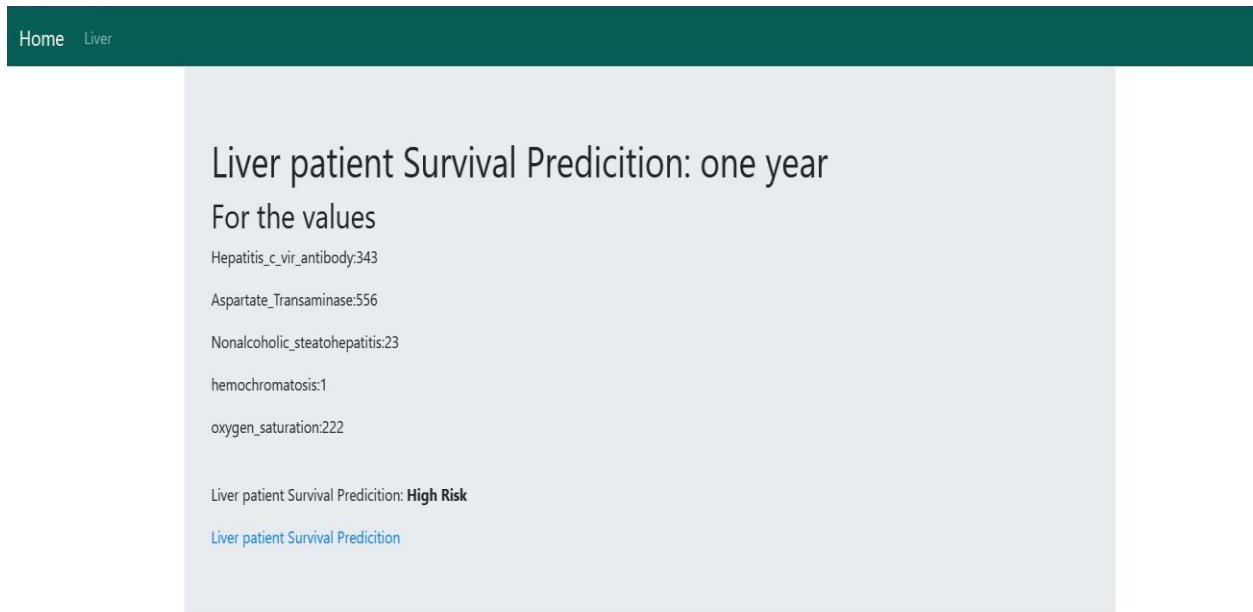 Home Liver
Liver patient Survival Predicition: one year
For the values
Hepatitis_c_vir_antibody:343
Aspartate_Transaminase:556
Nonalcoholic_steatohepatitis:23
hemochromatosis:1
oxygen_saturation:222
Liver patient Survival Predicition: High Risk
Liver patient Survival Predicition